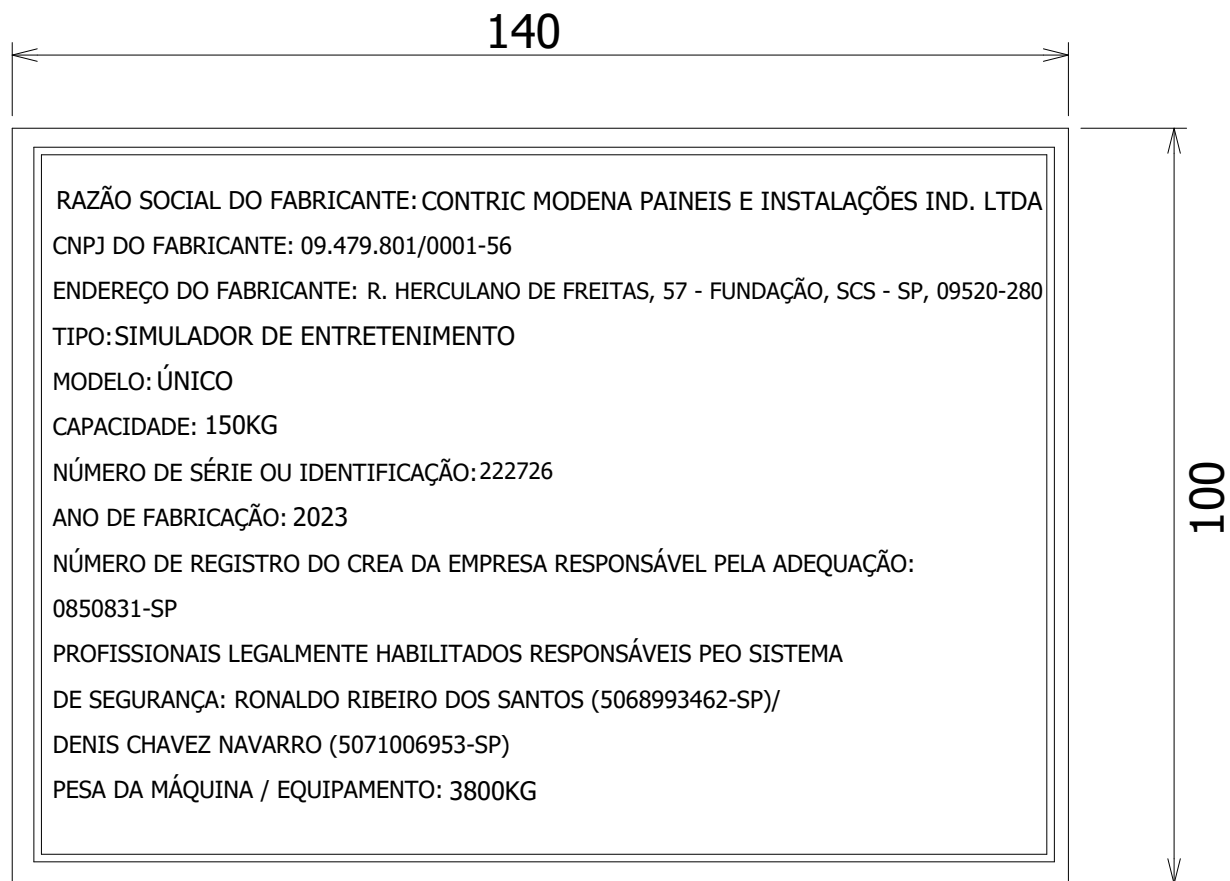 140
RAZÃO SOCIAL DO FABRICANTE: CONTRIC MODENA PAINEIS E INSTALAÇÕES IND. LTDA
CNPJ DO FABRICANTE: 09.479.801/0001-56
ENDEREÇO DO FABRICANTE: R. HERCULANO DE FREITAS, 57 - FUNDAÇÃO, SCS - SP, 09520-280
TIPO: SIMULADOR DE ENTRETENIMENTO
MODELO: ÚNICO
CAPACIDADE: 150KG
NÚMERO DE SÉRIE OU IDENTIFICAÇÃO: 222726
ANO DE FABRICAÇÃO: 2023
NÚMERO DE REGISTRO DO CREA DA EMPRESA RESPONSÁVEL PELA ADEQUAÇÃO:
0850831-SP
PROFISSIONAIS LEGALMENTE HABILITADOS RESPONSÁVEIS PEO SISTEMA
DE SEGURANÇA: RONALDO RIBEIRO DOS SANTOS (5068993462-SP)/
DENIS CHAVEZ NAVARRO (5071006953-SP)
PESA DA MÁQUINA / EQUIPAMENTO: 3800KG
100